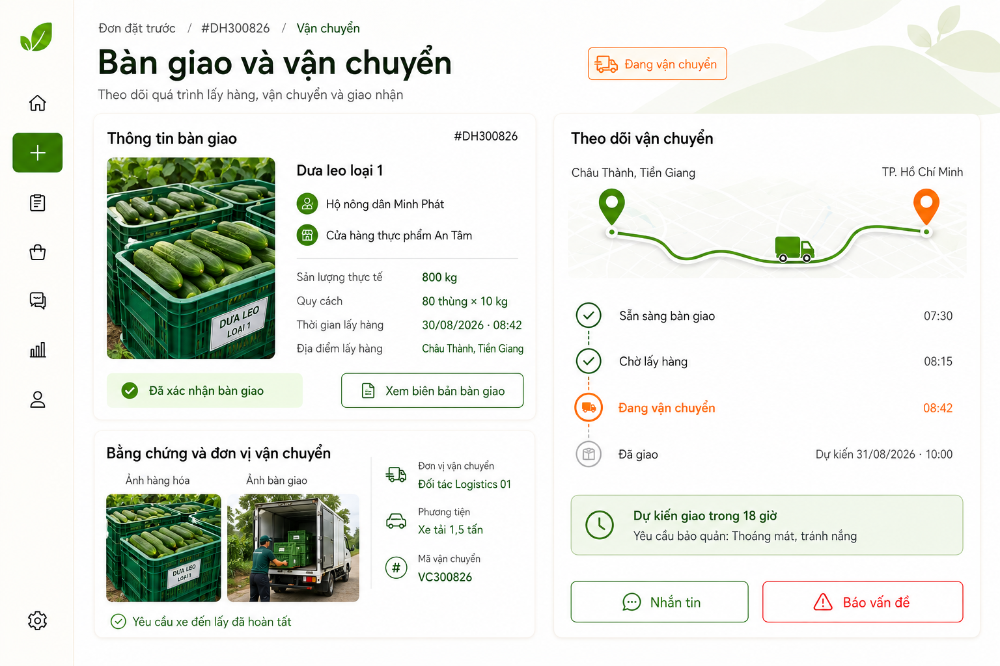 Đơn đặt trước / #DH300826 / Vận chuyển
Bàn giao và vận chuyển
Theo dõi quá trình lấy hàng, vận chuyển và giao nhận
Đang vận chuyển
Thông tin bàn giao
#DH300826
DƯA LEO
LOẠI 1
Dưa leo loại 1
Hộ nông dân Minh Phát
Cửa hàng thực phẩm An Tâm
Sản lượng thực tế 800 kg
Quy cách 80 thùng × 10 kg
Thời gian lấy hàng 30/08/2026 · 08:42
Địa điểm lấy hàng Châu Thành, Tiền Giang
Đã xác nhận bàn giao
Xem biên bản bàn giao
Bằng chứng và đơn vị vận chuyển
Ảnh hàng hóa
Ảnh bàn giao
DƯA LEO
LOẠI 1
Đơn vị vận chuyển
Đối tác Logistics 01
Phương tiện
Xe tải 1,5 tấn
#
Mã vận chuyển
VC300826
Yêu cầu xe đến lấy đã hoàn tất
Theo dõi vận chuyển
Châu Thành, Tiền Giang
TP. Hồ Chí Minh
Sẵn sàng bàn giao 07:30
Chờ lấy hàng 08:15
Đang vận chuyển 08:42
Đã giao Dự kiến 31/08/2026 · 10:00
Dự kiến giao trong 18 giờ
Yêu cầu bảo quản: Thoáng mát, tránh nắng
Nhắn tin
Báo vấn đề